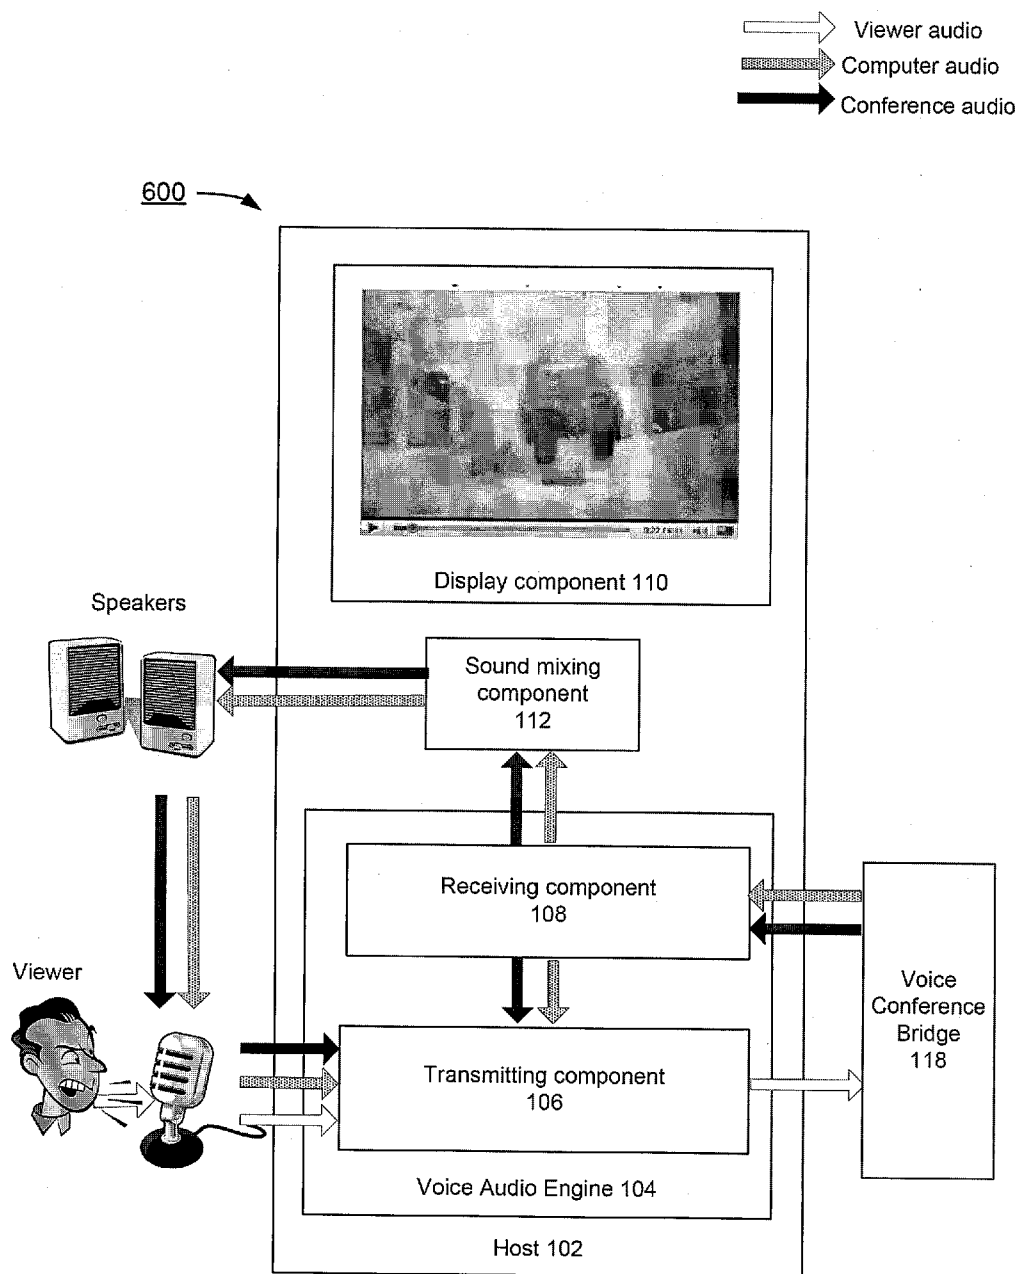 Viewer audio
Computer audio
Conference audio
600
Display component 110
Speakers
Sound mixing
component
112
Receiving component
108
Viewer
Voice
Conference
Bridge
118
Transmitting component
106
Voice Audio Engine 104
Host 102